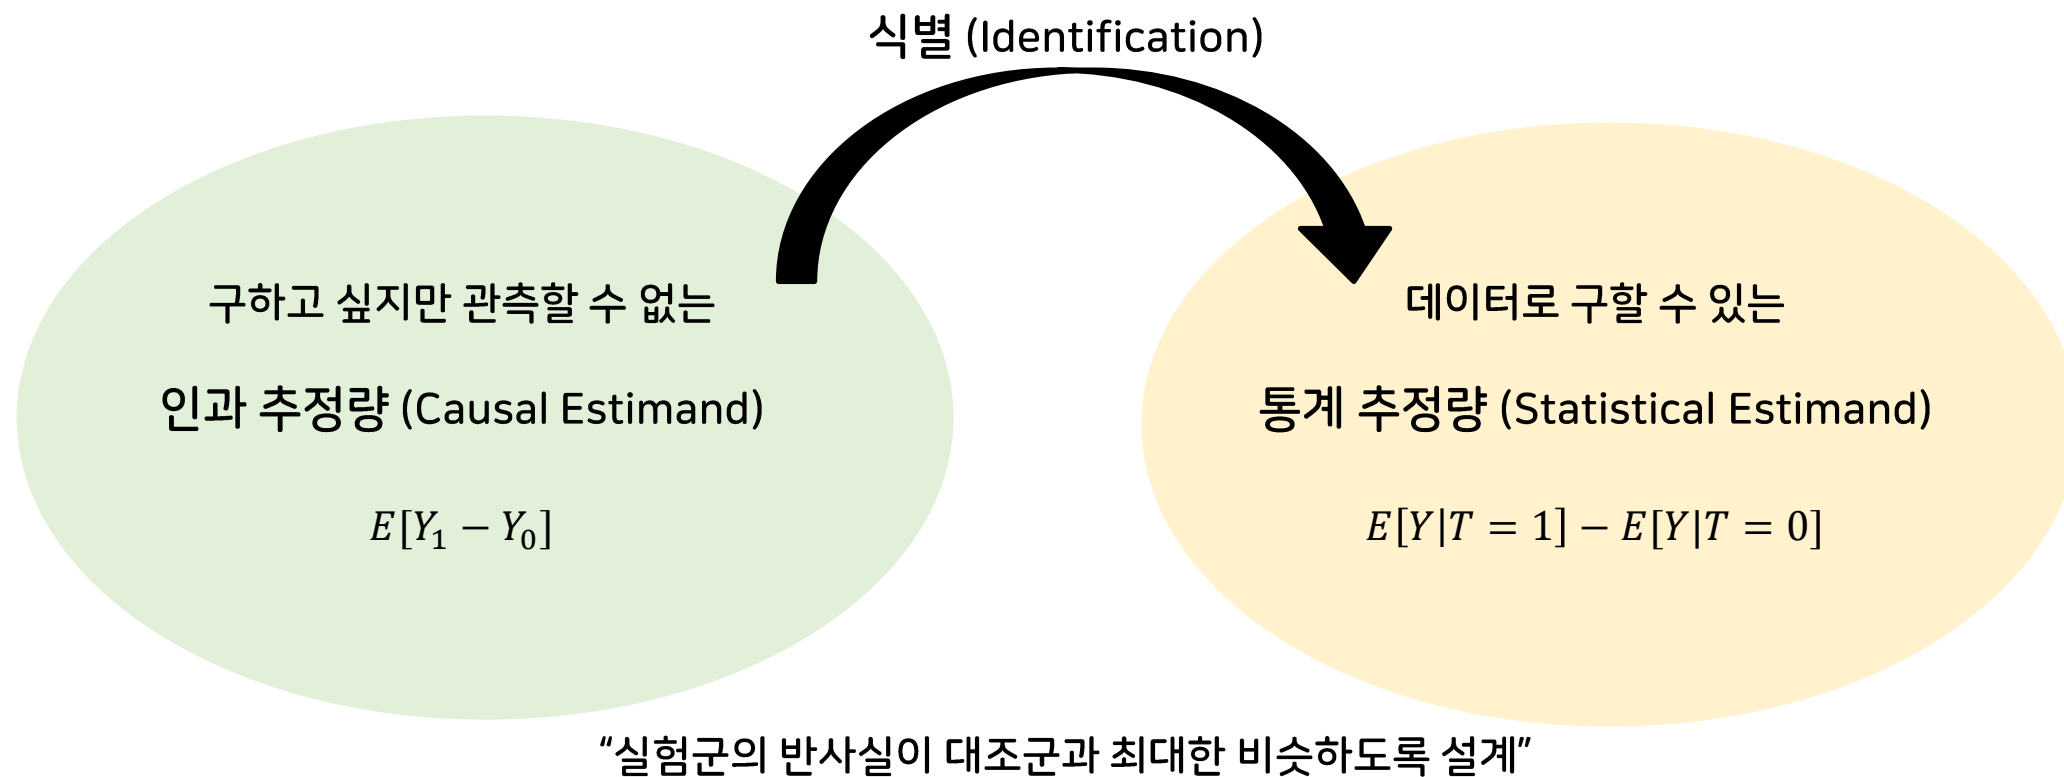 식별 (Identification)
구하고 싶지만 관측할 수 없는
인과 추정량 (Causal Estimand)
E[Y₁ − Y₀]
데이터로 구할 수 있는
통계 추정량 (Statistical Estimand)
E[Y|T = 1] − E[Y|T = 0]
“실험군의 반사실이 대조군과 최대한 비슷하도록 설계”